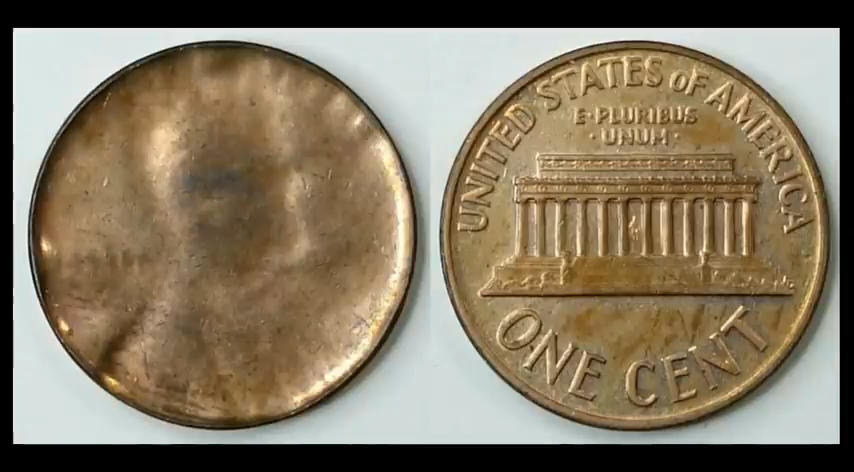 UNITED STATES oF AMERICA
E·PLURIBUS
·UNUM·
ONE CENT